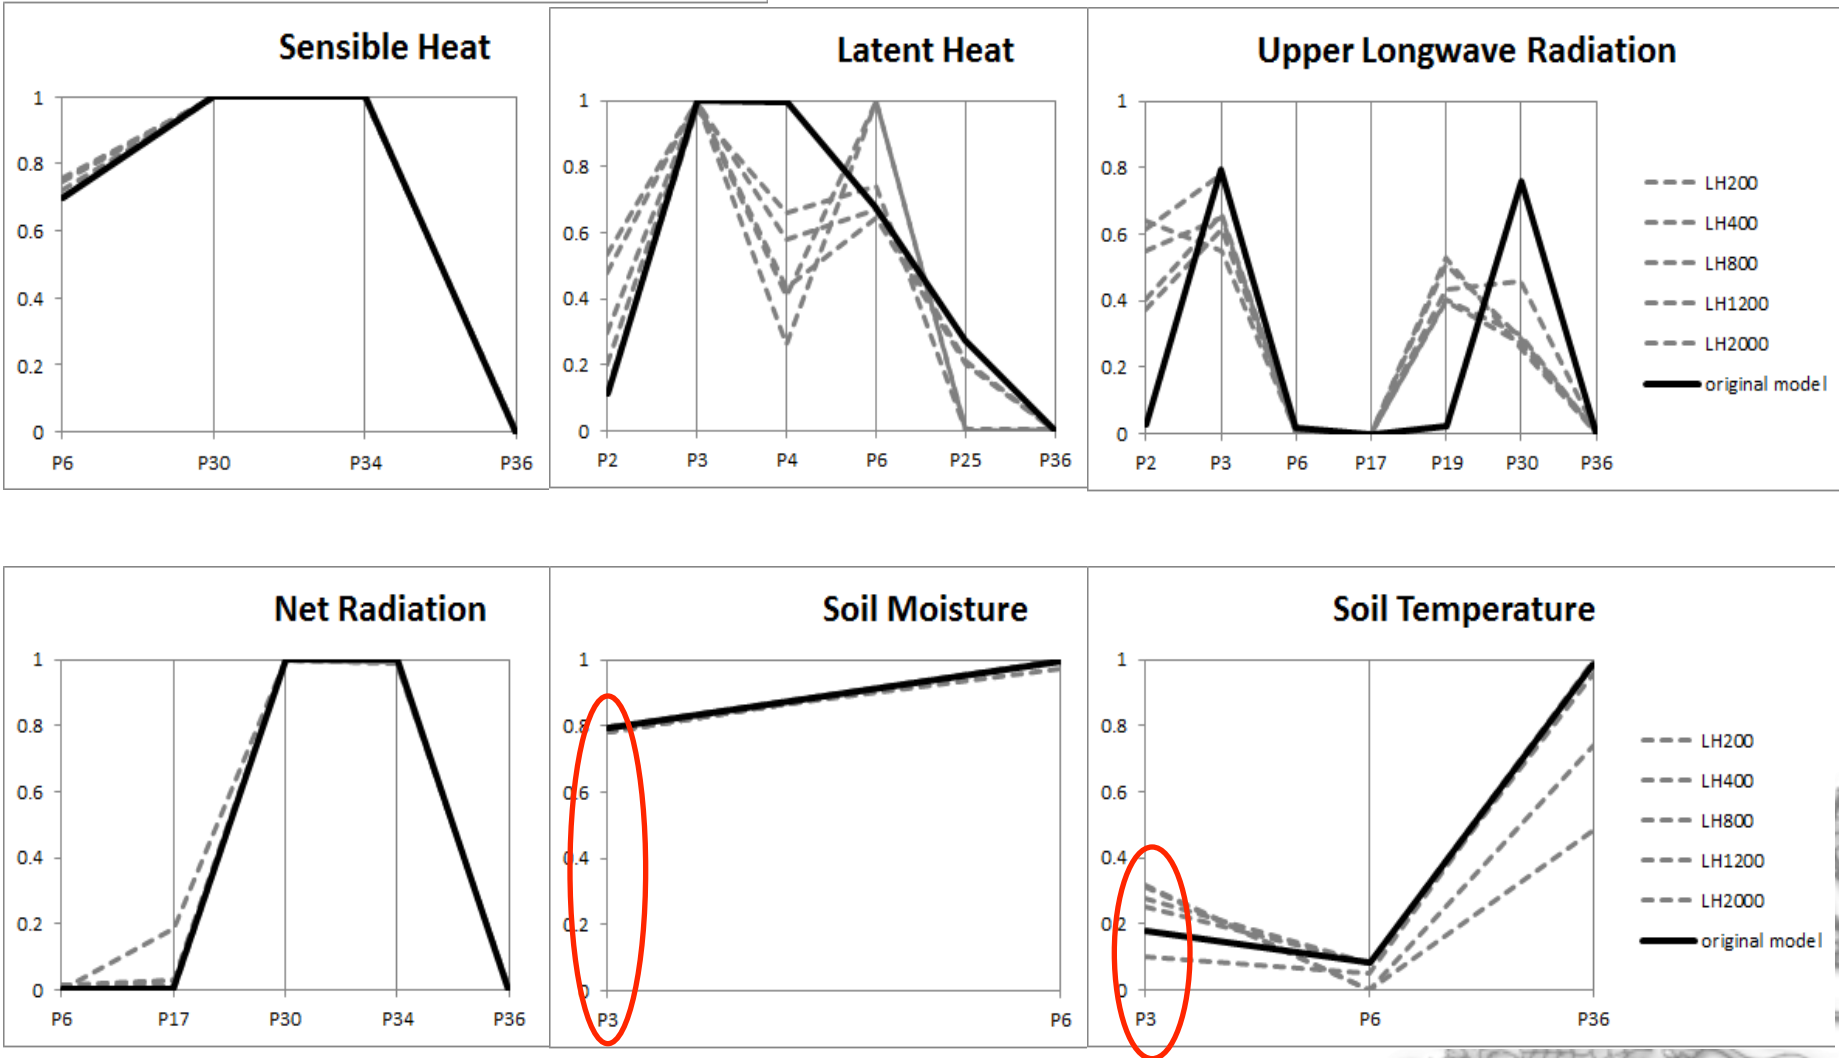 Sensible Heat
1
0.8
0.6
0.4
0.2
0
P6 P30 P34 P36
Latent Heat
1
0.8
0.6
0.4
0.2
0
P2 P3 P4 P6 P25 P36
Upper Longwave Radiation
1
0.8
0.6
0.4
0.2
0
P2 P3 P6 P17 P19 P30 P36
LH200
LH400
LH800
LH1200
LH2000
original model
Net Radiation
1
0.8
0.6
0.4
0.2
0
P6 P17 P30 P34 P36
Soil Moisture
1
0.8
0.6
0.4
0.2
0
P3 P6
Soil Temperature
1
0.8
0.6
0.4
0.2
0
P3 P6 P36
LH200
LH400
LH800
LH1200
LH2000
original model